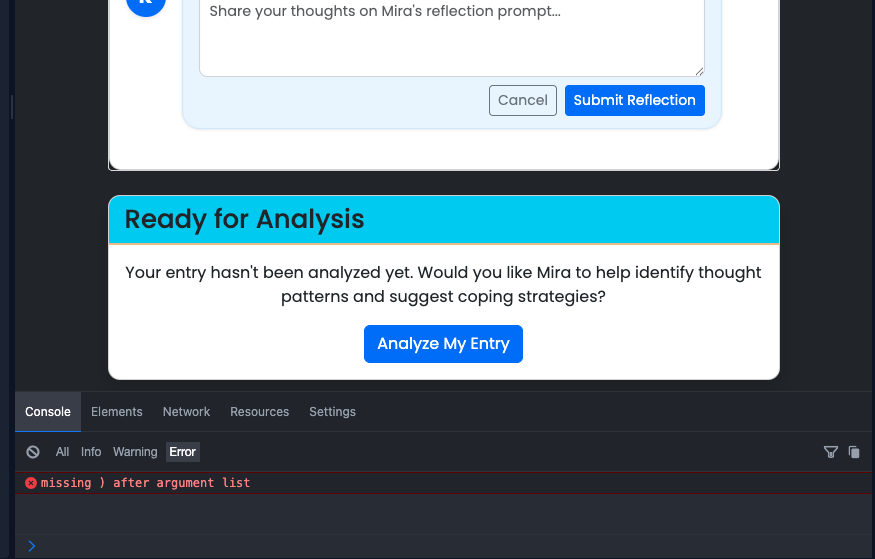 Share your thoughts on Mira's reflection prompt...
Cancel
Submit Reflection
Ready for Analysis
Your entry hasn't been analyzed yet. Would you like Mira to help identify thought
patterns and suggest coping strategies?
Analyze My Entry
Console Elements Network Resources Settings
All Info Warning Error
missing ) after argument list